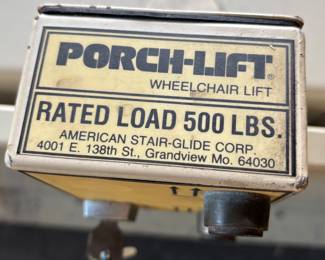 PORCH-LIFT®
WHEELCHAIR LIFT
RATED LOAD 500 LBS.
AMERICAN STAIR-GLIDE CORP.
4001 E. 138th St., Grandview Mo. 64030